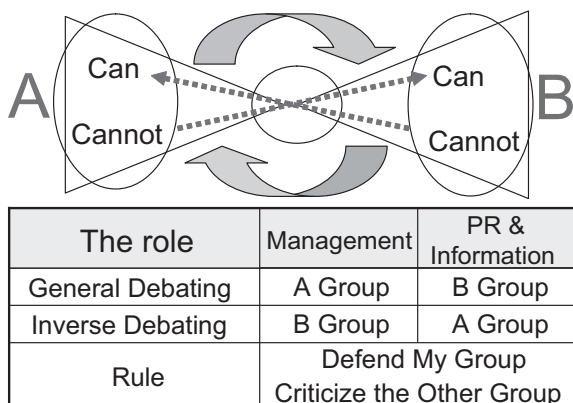 A
Can
Cannot
Can
Cannot
B
The role
Management
PR &
Information
General Debating
A Group
B Group
Inverse Debating
B Group
A Group
Rule
Defend My Group
Criticize the Other Group